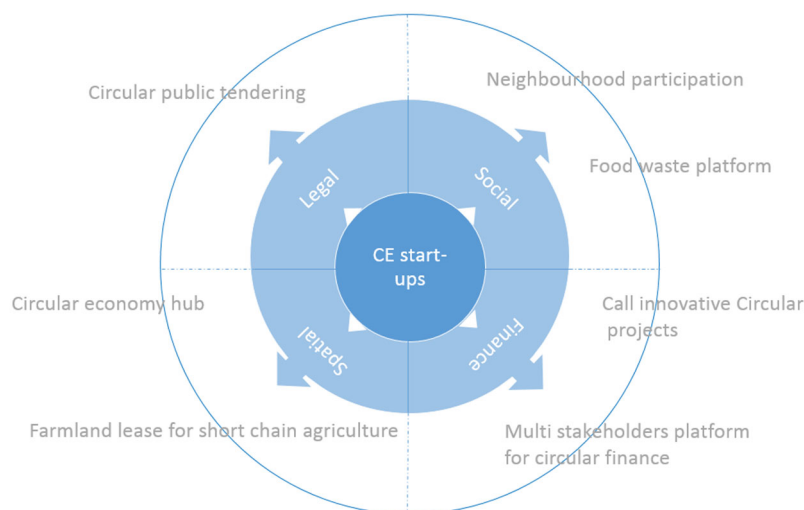 Neighbourhood participation
Circular public tendering
Food waste platform
Legal
Social
CE start-
ups
Circular economy hub
Call innovative Circular
projects
Spatial
Finance
Farmland lease for short chain agriculture
Multi stakeholders platform
for circular finance